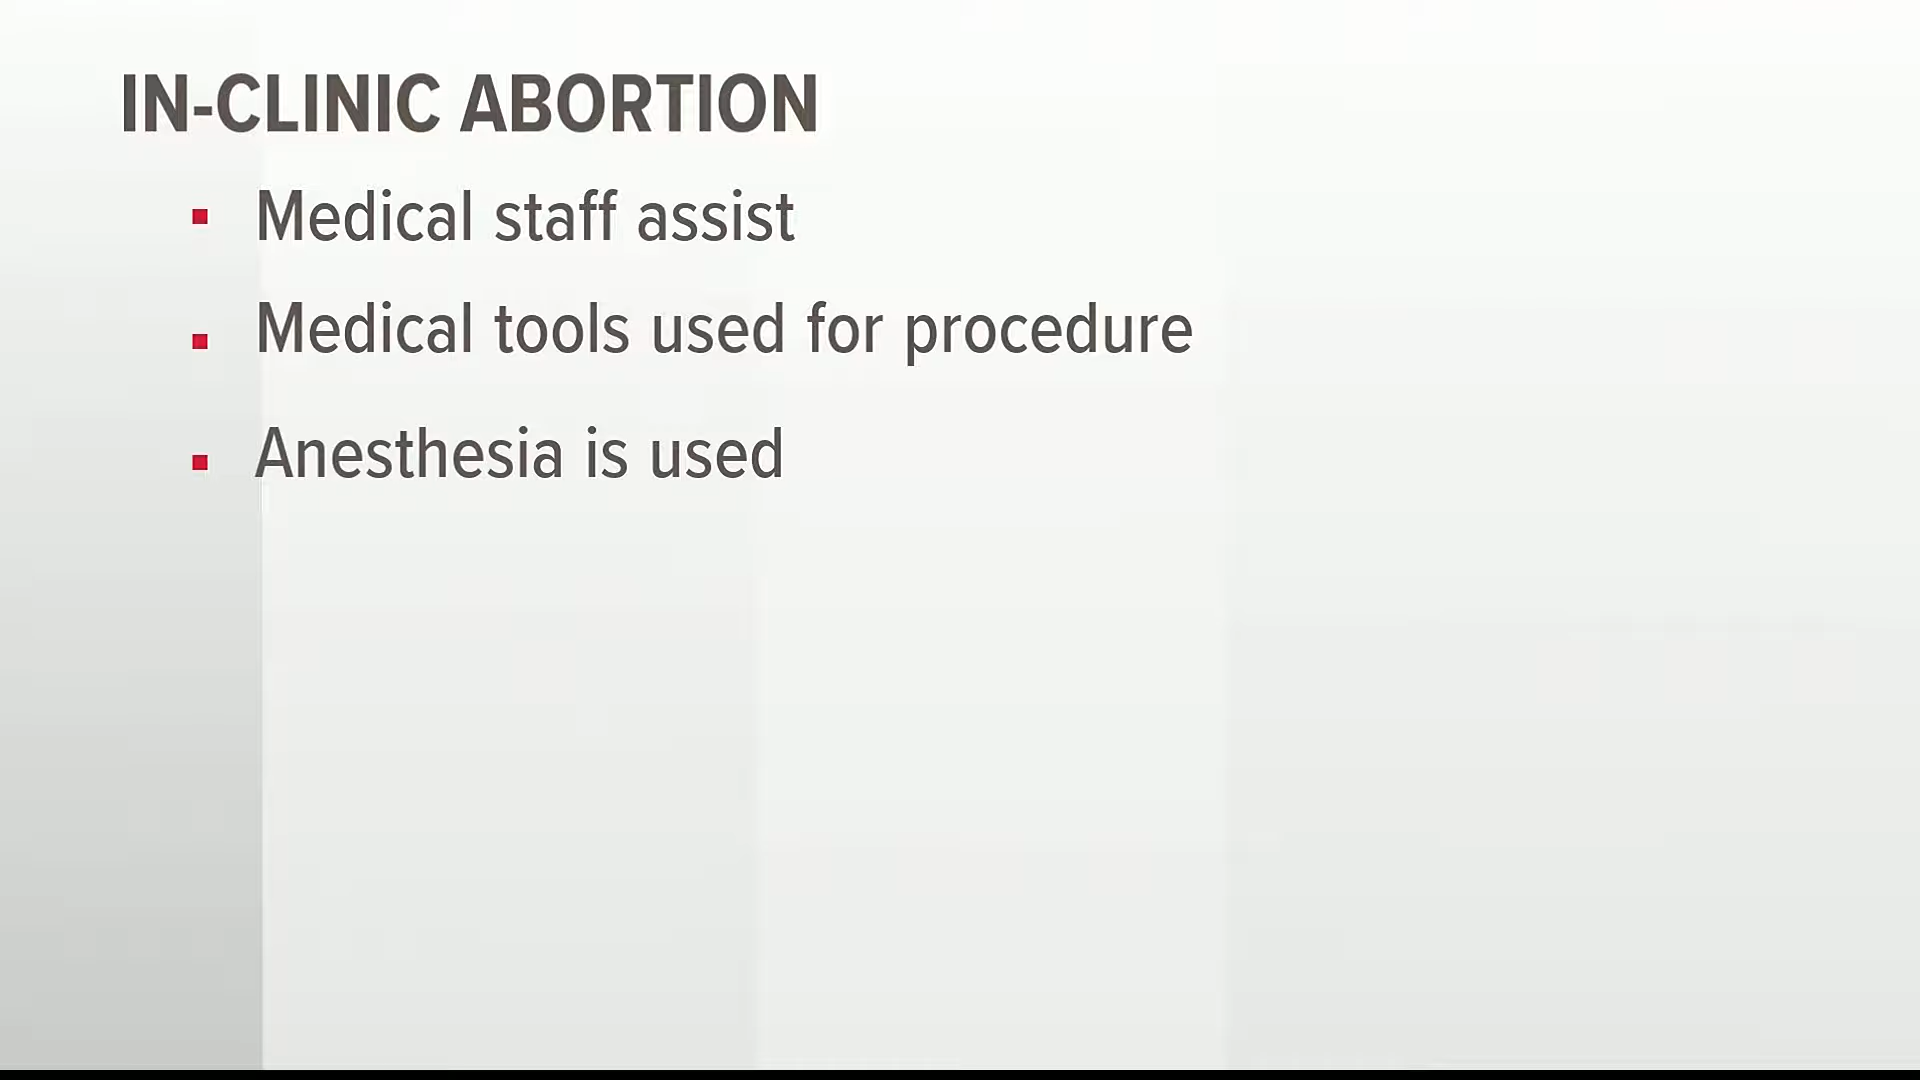 IN-CLINIC ABORTION
Medical staff assist
Medical tools used for procedure
Anesthesia is used